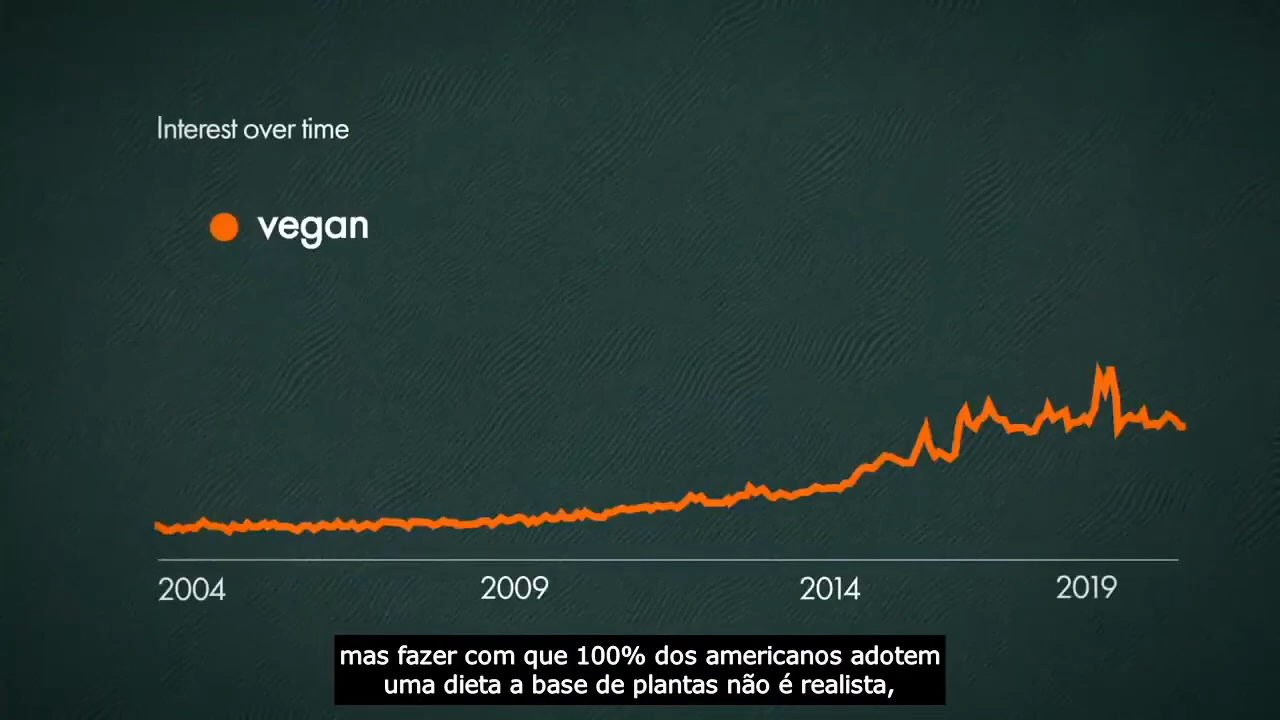 Interest over time
vegan
2004 2009 2014 2019
mas fazer com que 100% dos americanos adotem
uma dieta a base de plantas não é realista,